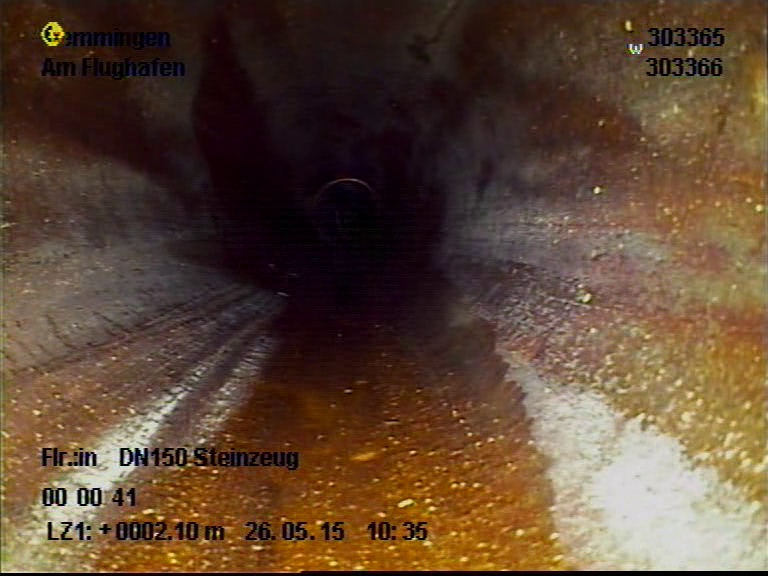 emmingen
Am Flughafen
W 303365
303366
Flr.:in DN150 Steinzeug
00 00 41
LZ1: +0002.10 m 26.05.15 10:35